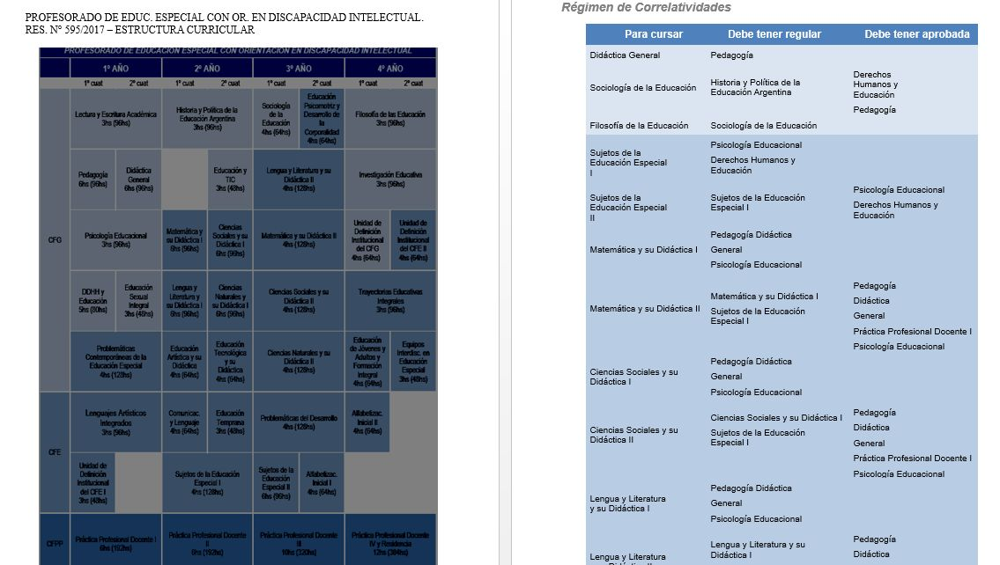 PROFESORADO DE EDUC. ESPECIAL CON OR. EN DISCAPACIDAD INTELECTUAL.
RES. N° 595/2017 – ESTRUCTURA CURRICULAR
PROFESORADO DE EDUCACIÓN ESPECIAL CON ORIENTACIÓN EN DISCAPACIDAD INTELECTUAL
1º AÑO 2º AÑO 3º AÑO 4º AÑO
1º cuat 2º cuat 1º cuat 2º cuat 1º cuat 2º cuat 1º cuat 2º cuat
CFG
Lectura y Escritura Académica
3hs (96hs)
Historia y Política de la
Educación Argentina
3hs (96hs)
Sociología
de la
Educación
4hs (64hs)
Educación
Psicomotriz y
Desarrollo de
la
Corporalidad
4hs (64hs)
Filosofía de las Educación
3hs (96hs)
Pedagogía
6hs (96hs)
Didáctica
General
6hs (96hs)
Educación y
TIC
3hs (48hs)
Lengua y Literatura y su
Didáctica II
4hs (128hs)
Investigación Educativa
3hs (96hs)
Psicología Educacional
3hs (96hs)
Matemática y
su Didáctica I
6hs (96hs)
Ciencias
Sociales y su
Didáctica I
6hs (96hs)
Matemática y su Didáctica II
4hs (128hs)
Unidad de
Definición
Institucional
del CFG
4hs (64hs)
Unidad de
Definición
Institucional
del CFE II
4hs (64hs)
DDHH y
Educación
5hs (80hs)
Educación
Sexual
Integral
3hs (48hs)
Lengua y
Literatura y
su Didáctica I
6hs (96hs)
Ciencias
Naturales y
su Didáctica I
6hs (96hs)
Ciencias Sociales y su
Didáctica II
4hs (128hs)
Trayectorias Educativas
Integrales
3hs (96hs)
Problemáticas
Contemporáneas de la
Educación Especial
4hs (128hs)
Educación
Artística y su
Didáctica
4hs (64hs)
Educación
Tecnológica
y su
Didáctica
4hs (64hs)
Ciencias Naturales y su
Didáctica II
4hs (128hs)
Educación
de Jóvenes y
Adultos y
Formación
Integral
4hs (64hs)
Equipos
Interdisc. en
Educación
Especial
3hs (48hs)
CFE
Lenguajes Artísticos
Integrados
3hs (96hs)
Comunicac.
y Lenguaje
4hs (64hs)
Educación
Temprana
3hs (48hs)
Problemáticas del Desarrollo
4hs (128hs)
Alfabetizac.
Inicial II
4hs (64hs)
Unidad de
Definición
Institucional
del CFE I
3hs (48hs)
Sujetos de la Educación
Especial I
4hs (128hs)
Sujetos de la
Educación
Especial II
6hs (96hs)
Alfabetizac.
Inicial I
4hs (64hs)
CFPP
Práctica Profesional Docente I
6hs (192hs)
Práctica Profesional Docente
II
6hs (192hs)
Práctica Profesional Docente
III
10hs (320hs)
Práctica Profesional Docente
IV y Residencia
12hs (384hs)
Régimen de Correlatividades
Para cursar Debe tener regular Debe tener aprobada
Didáctica General
Pedagogía
Sociología de la Educación
Historia y Política de la
Educación Argentina
Derechos
Humanos y
Educación
Pedagogía
Filosofía de la Educación
Sociología de la Educación
Sujetos de la
Educación Especial
I
Psicología Educacional
Derechos Humanos y
Educación
Sujetos de la
Educación Especial
II
Sujetos de la Educación
Especial I
Psicología Educacional
Derechos Humanos y
Educación
Matemática y su Didáctica I
Pedagogía Didáctica
General
Psicología Educacional
Matemática y su Didáctica II
Matemática y su Didáctica I
Sujetos de la Educación
Especial I
Pedagogía
Didáctica
General
Práctica Profesional Docente I
Psicología Educacional
Ciencias Sociales y su
Didáctica I
Pedagogía Didáctica
General
Psicología Educacional
Ciencias Sociales y su
Didáctica II
Ciencias Sociales y su Didáctica I
Sujetos de la Educación
Especial I
Pedagogía
Didáctica
General
Práctica Profesional Docente I
Psicología Educacional
Lengua y Literatura
y su Didáctica I
Pedagogía Didáctica
General
Psicología Educacional
Lengua y Literatura
Lengua y Literatura y su
Didáctica I
Pedagogía
Didáctica